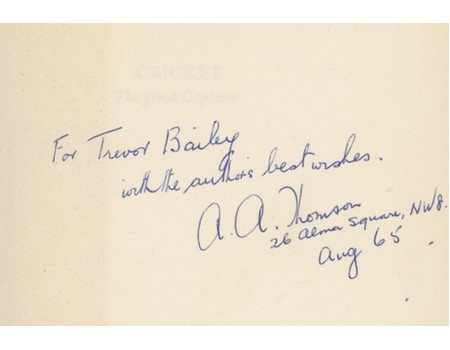 CRICKET
The great Captains
For Trevor Bailey
with the author's best wishes.
A. A. Thomson
26 Alma Square, NW8.
Aug 65.